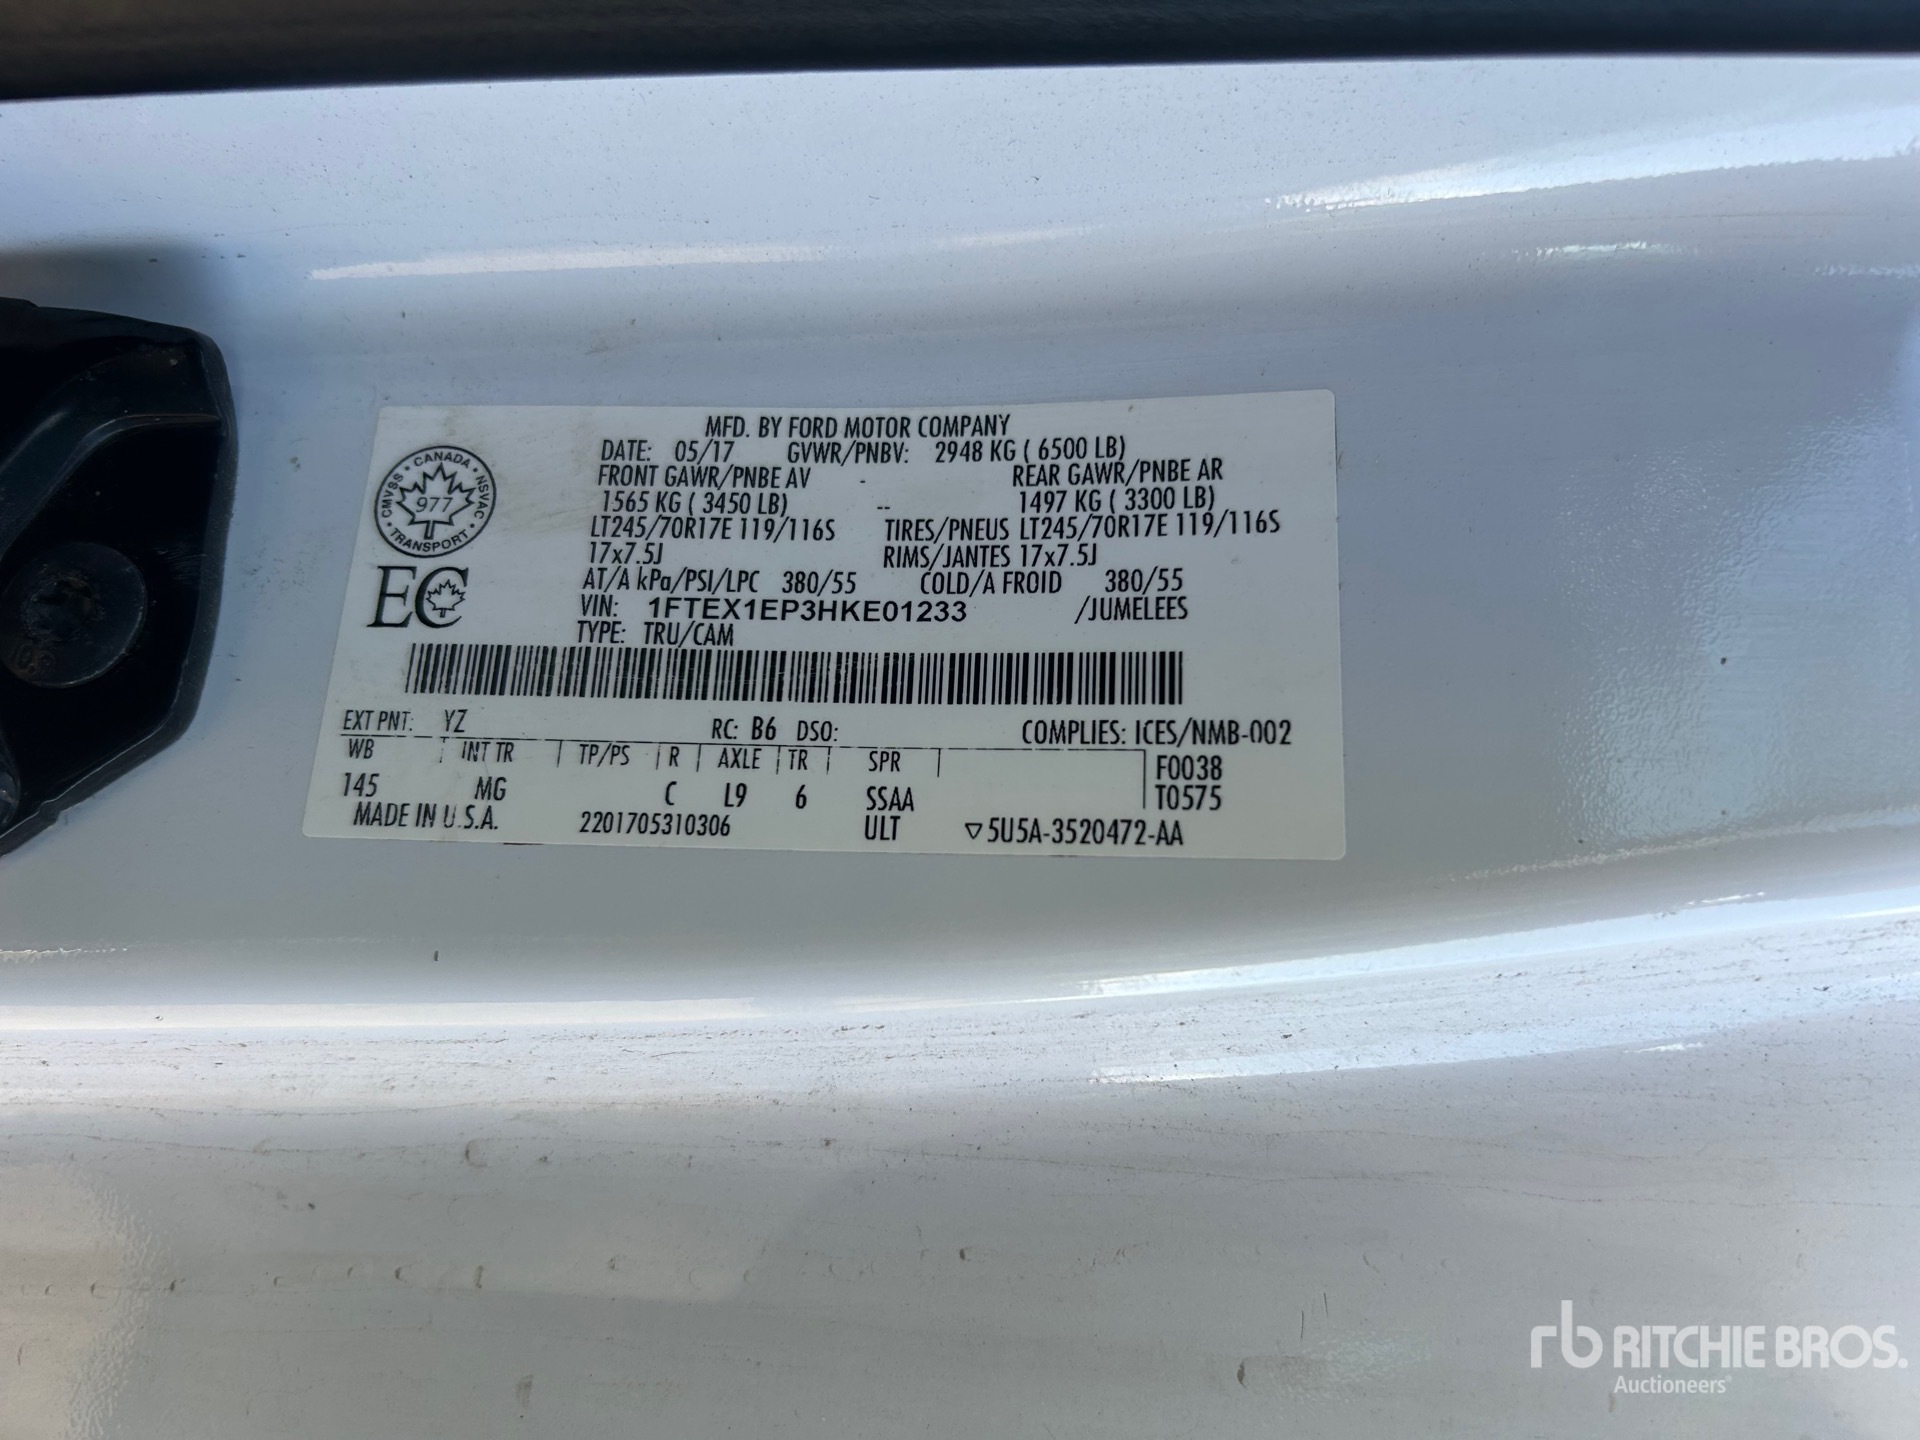 MFD. BY FORD MOTOR COMPANY
DATE: 05/17 GVWR/PNBV: 2948 KG ( 6500 LB)
FRONT GAWR/PNBE AV - REAR GAWR/PNBE AR
1565 KG ( 3450 LB) -- 1497 KG ( 3300 LB)
LT245/70R17E 119/116S TIRES/PNEUS LT245/70R17E 119/116S
17x7.5J RIMS/JANTES 17x7.5J
AT/A kPa/PSI/LPC 380/55 COLD/A FROID 380/55
VIN: 1FTEX1EP3HKE01233 /JUMELEES
TYPE: TRU/CAM
CMVSS • CANADA • NSVAC • TRANSPORT •
977
EC
EXT PNT: YZ RC: B6 DSO: COMPLIES: ICES/NMB-002
WB INT TR TP/PS R AXLE TR SPR F0038
145 MG C L9 6 SSAA T0575
MADE IN U.S.A. 2201705310306 ULT ▽5U5A-3520472-AA
rb RITCHIE BROS.
Auctioneers